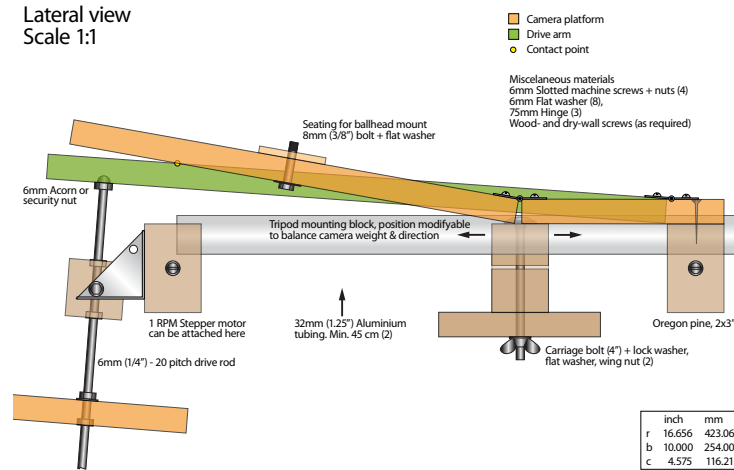 Lateral view
Scale 1:1
Camera platform
Drive arm
Contact point
Miscelaneous materials
6mm Slotted machine screws + nuts (4)
6mm Flat washer (8),
75mm Hinge (3)
Wood- and dry-wall screws (as required)
Seating for ballhead mount
8mm (3/8") bolt + flat washer
6mm Acorn or
security nut
Tripod mounting block, position modifyable
to balance camera weight & direction
1 RPM Stepper motor
can be attached here
32mm (1.25") Aluminium
tubing. Min. 45 cm (2)
Oregon pine, 2x3"
Carriage bolt (4") + lock washer,
flat washer, wing nut (2)
6mm (1/4") - 20 pitch drive rod
inch mm
r 16.656 423.06
b 10.000 254.00
c 4.575 116.21